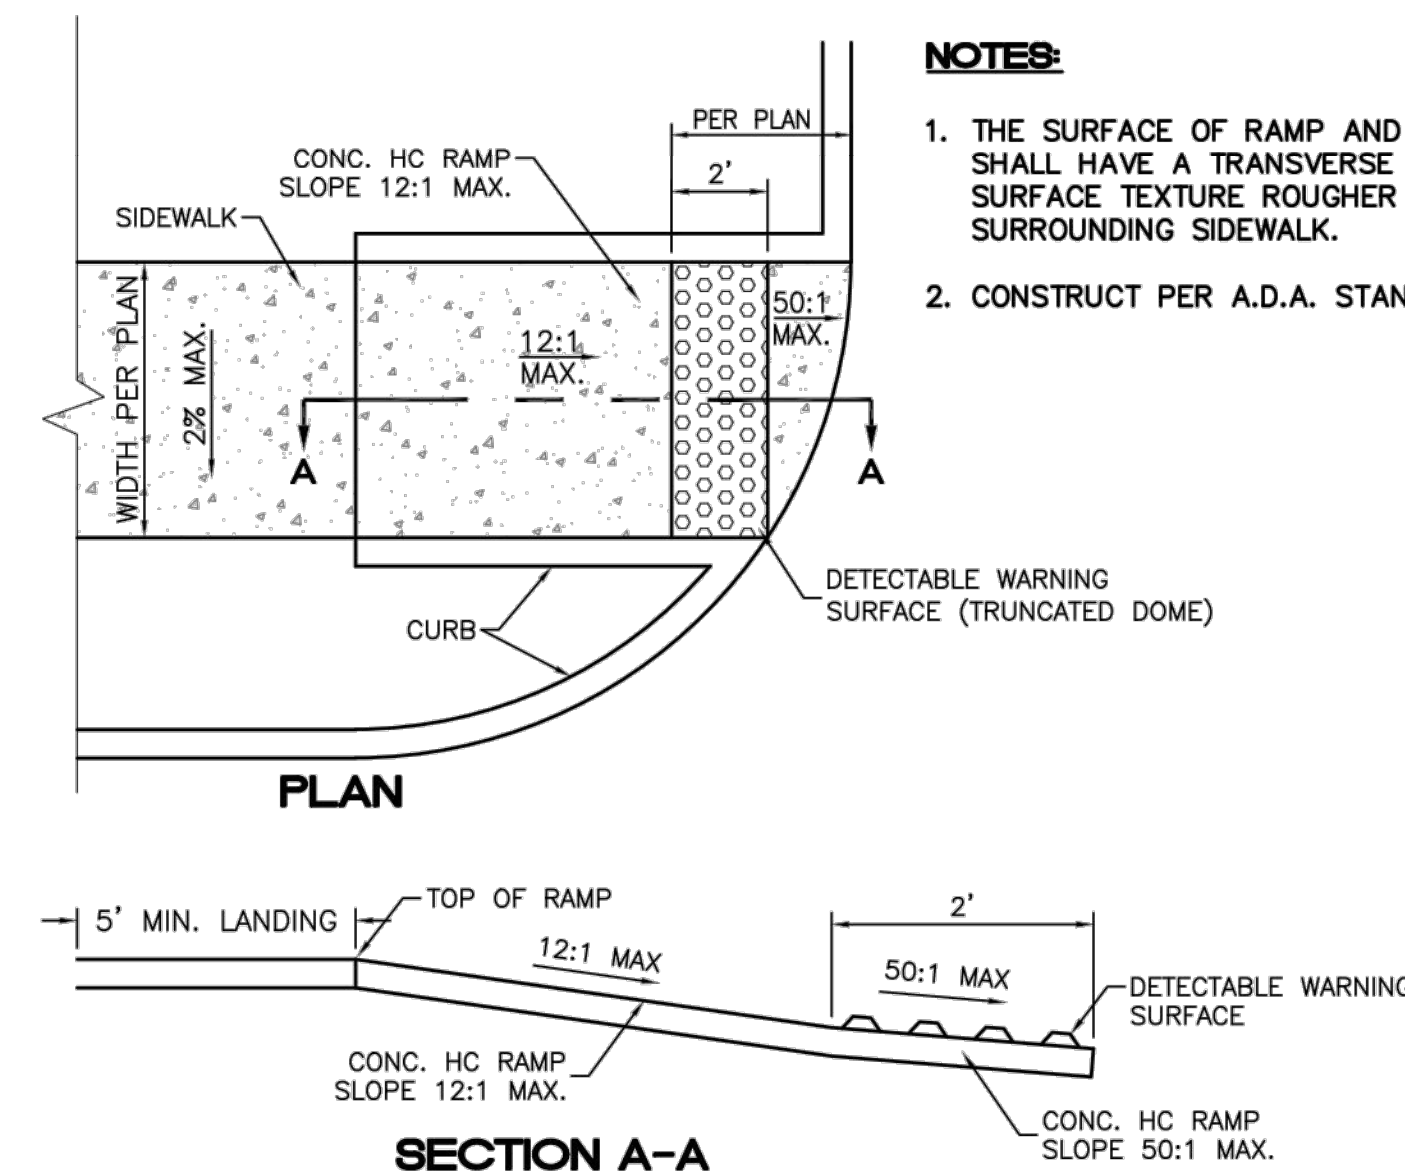 NOTES:
1. THE SURFACE OF RAMP AND
SHALL HAVE A TRANSVERSE
SURFACE TEXTURE ROUGHER
SURROUNDING SIDEWALK.
2. CONSTRUCT PER A.D.A. STAN
PER PLAN
2'
CONC. HC RAMP
SLOPE 12:1 MAX.
SIDEWALK
WIDTH PER PLAN
2% MAX.
12:1
MAX.
50:1
MAX.
A
A
DETECTABLE WARNING
SURFACE (TRUNCATED DOME)
CURB
PLAN
5' MIN. LANDING
TOP OF RAMP
12:1 MAX
2'
50:1 MAX
DETECTABLE WARNING
SURFACE
CONC. HC RAMP
SLOPE 12:1 MAX.
CONC. HC RAMP
SLOPE 50:1 MAX.
SECTION A-A